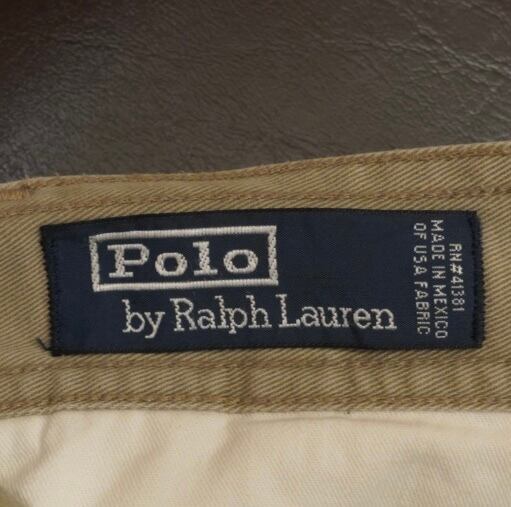 Polo
by Ralph Lauren
RN#41381
MADE IN MEXICO
OF USA FABRIC